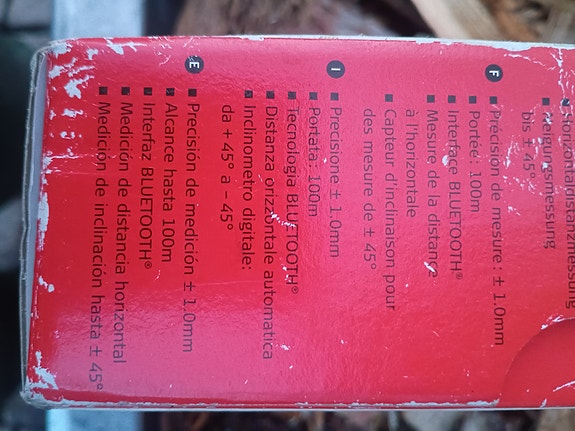 Horizontaldistanzmessung
■ Neigungsmessung
bis ± 45°
F
■ Précision de mesure : ± 1.0mm
■ Portée: 100m
■ Interface BLUETOOTH®
■ Mesure de la distance
à l'horizontale
■ Capteur d'inclinaison pour
des mesure de ± 45°
I
■ Precisione ± 1.0mm
■ Portata: 100m
■ Tecnologia BLUETOOTH®
■ Distanza orizzontale automatica
■ Inclinometro digitale:
da + 45° a – 45°
E
■ Precisión de medición ± 1.0mm
■ Alcance hasta 100m
■ Interfaz BLUETOOTH®
■ Medición de distancia horizontal
■ Medición de inclinación hasta ± 45°